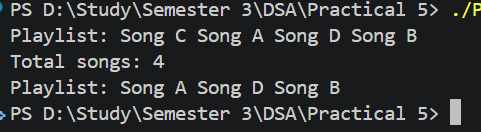 PS D:\Study\Semester 3\DSA\Practical 5> ./P
Playlist: Song C Song A Song D Song B
Total songs: 4
Playlist: Song A Song D Song B
PS D:\Study\Semester 3\DSA\Practical 5>